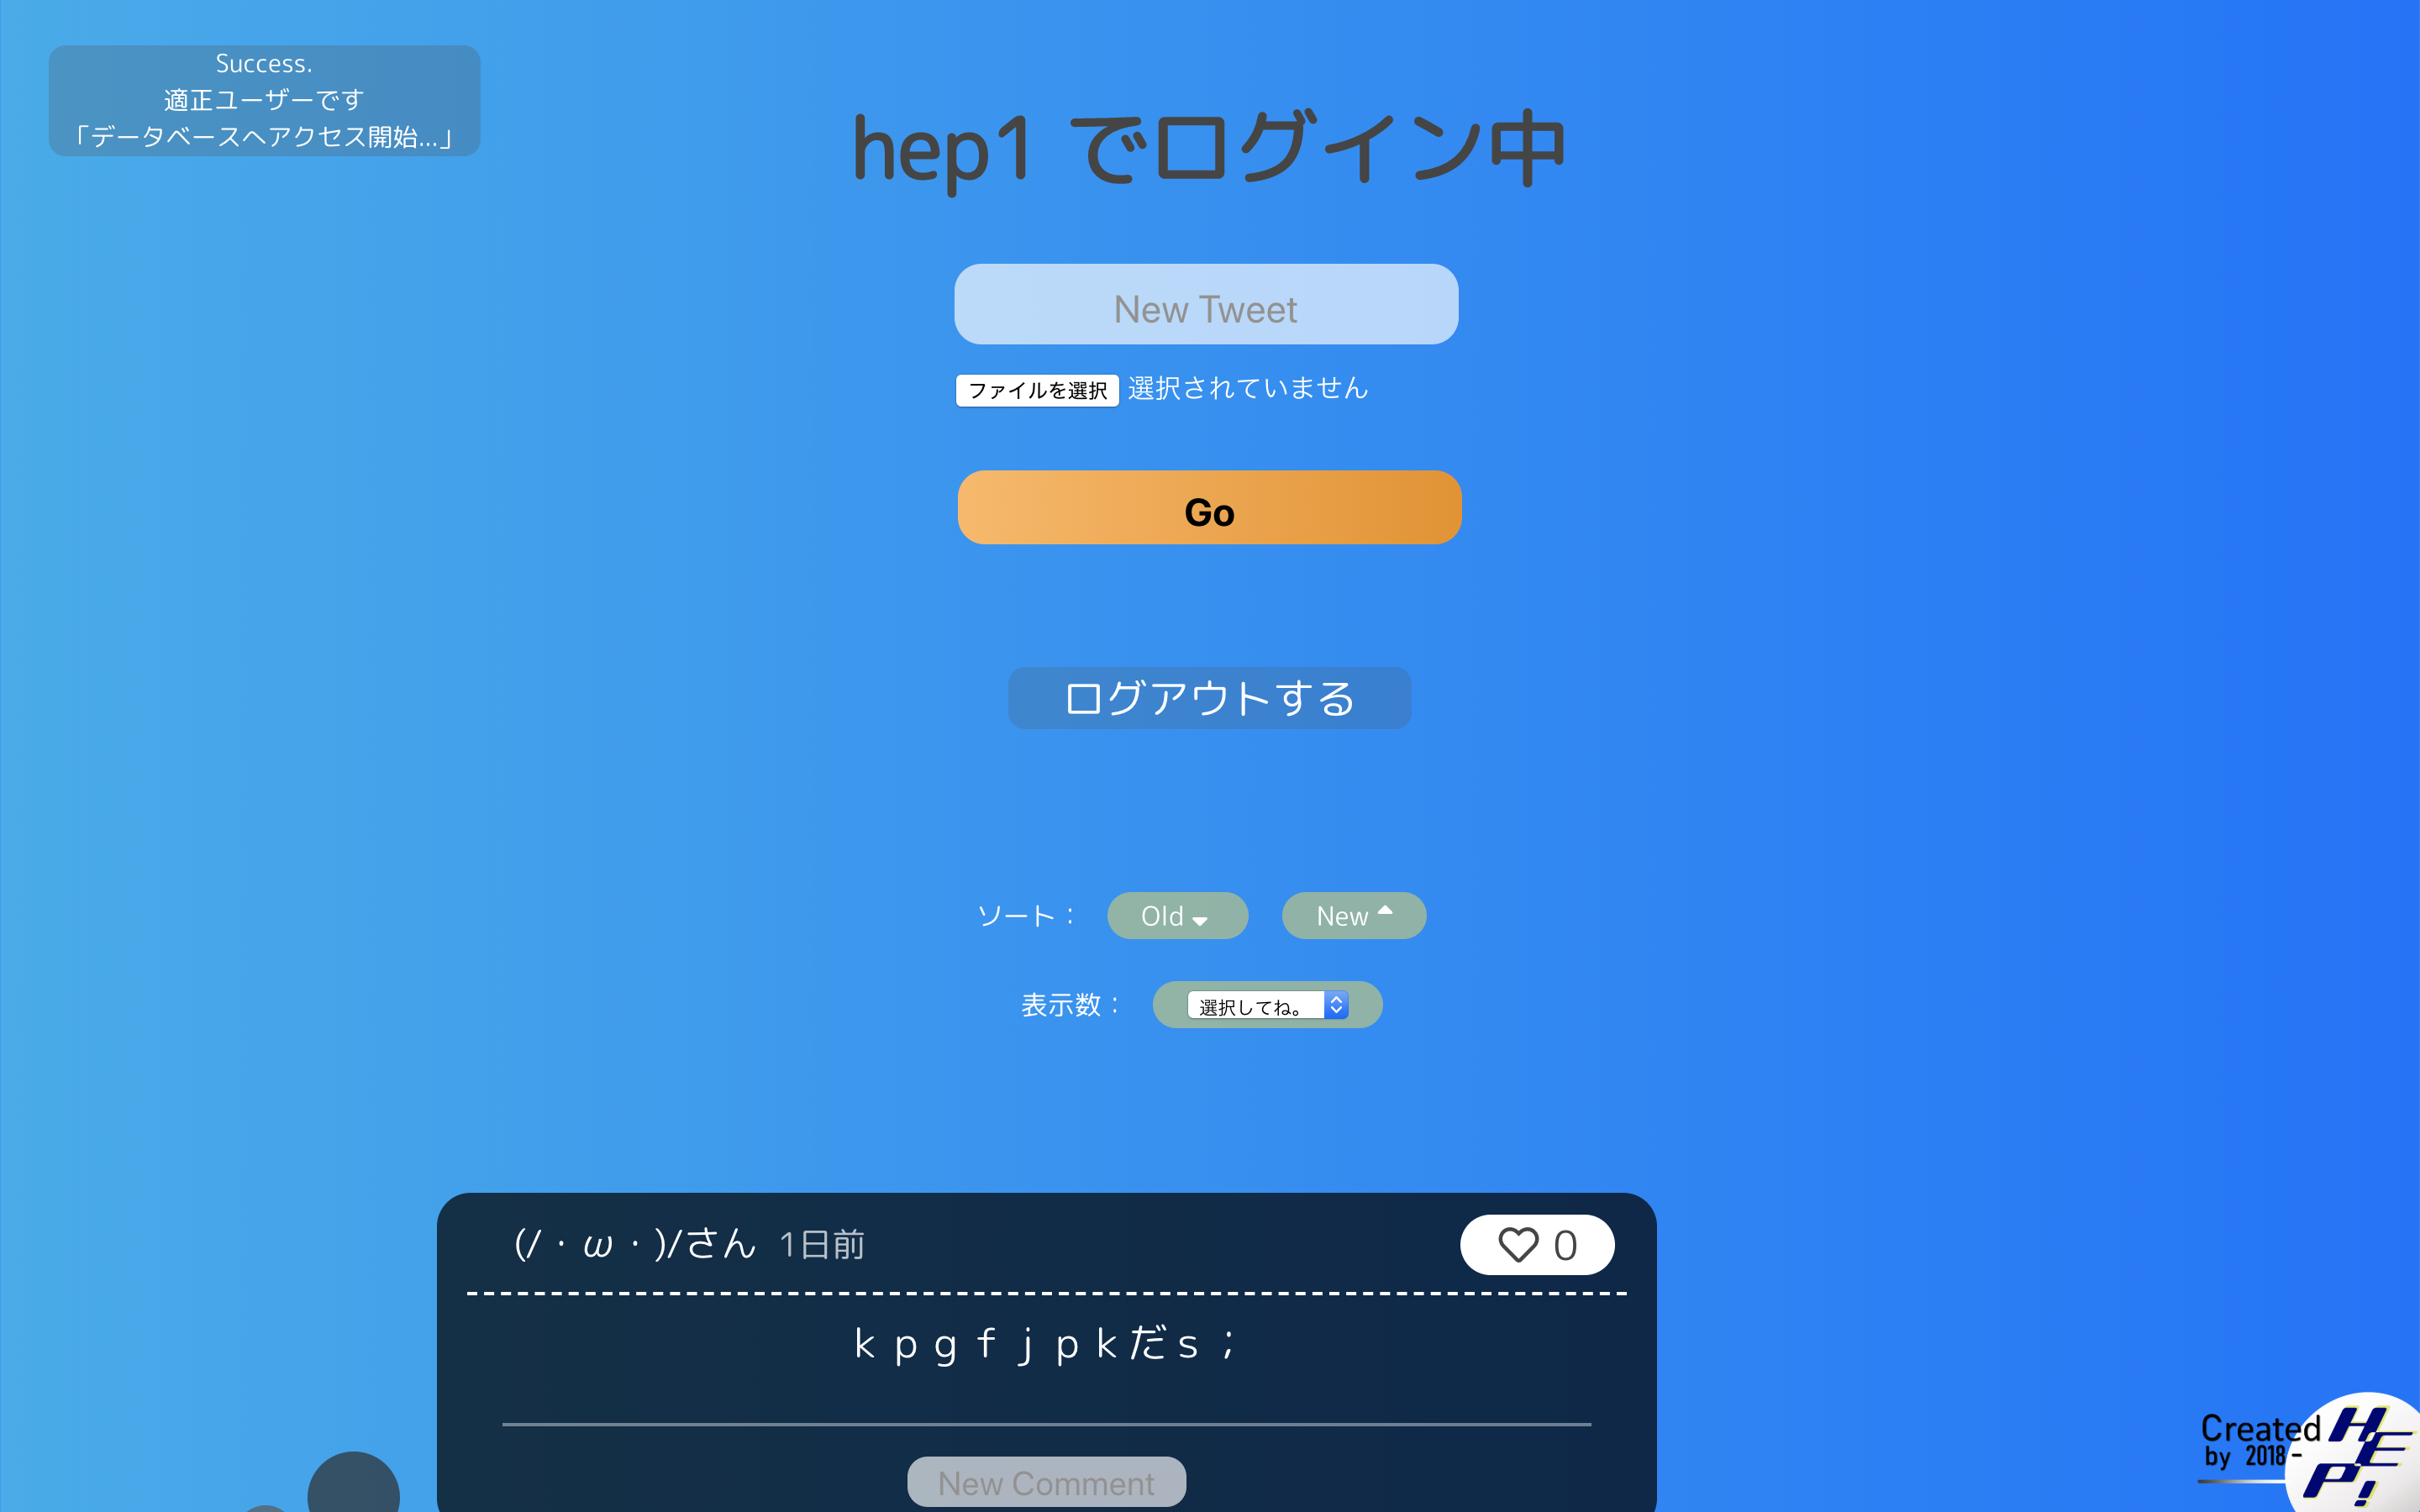 Success.
適正ユーザーです
「データベースへアクセス開始...」
hep1 でログイン中
New Tweet
ファイルを選択 選択されていません
Go
ログアウトする
ソート： Old New
表示数： 選択してね。
(/・ω・)/さん 1日前
0
ｋｐｇｆｊｐｋだｓ；
New Comment
Created
by 2018-
HEP!